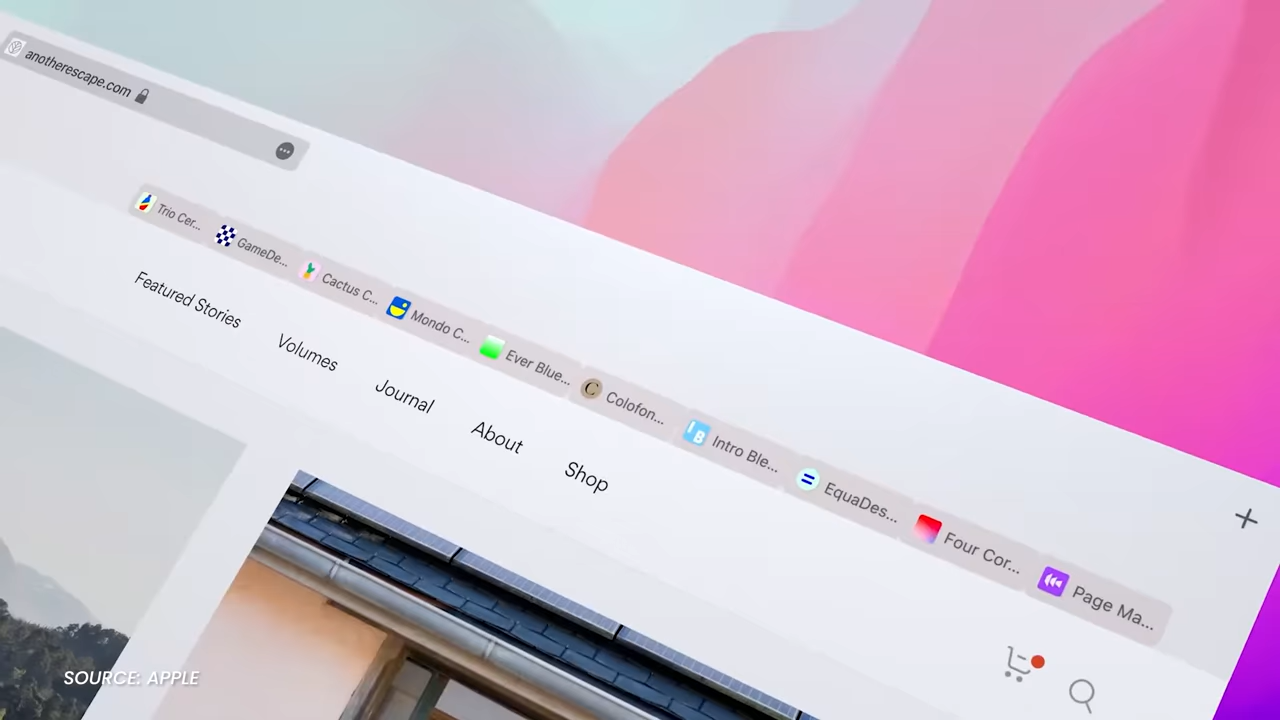 anotherescape.com
Trio Cer...
GameDe...
Cactus C...
Mondo C...
Ever Blue...
Colofon...
Intro Ble...
EquaDes...
Four Cor...
Page Ma...
Featured Stories
Volumes
Journal
About
Shop
SOURCE: APPLE